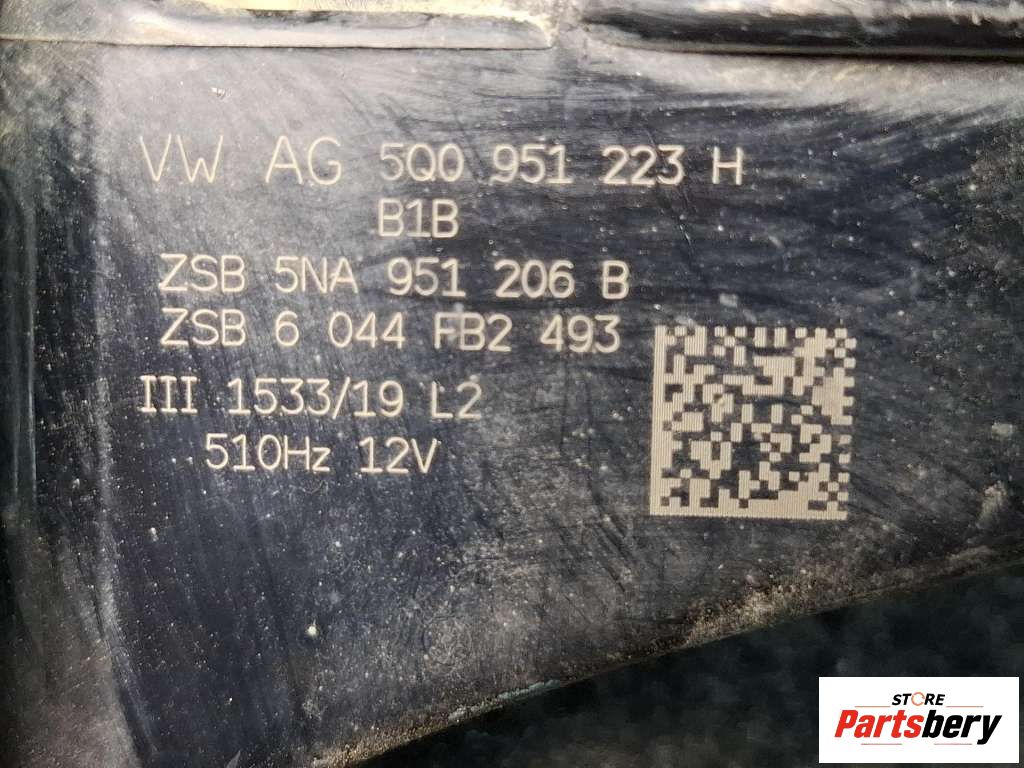 VW AG 5Q0 951 223 H
B1B
ZSB 5NA 951 206 B
ZSB 6 044 FB2 493
III 1533/19 L2
510Hz 12V
STORE
Partsbery